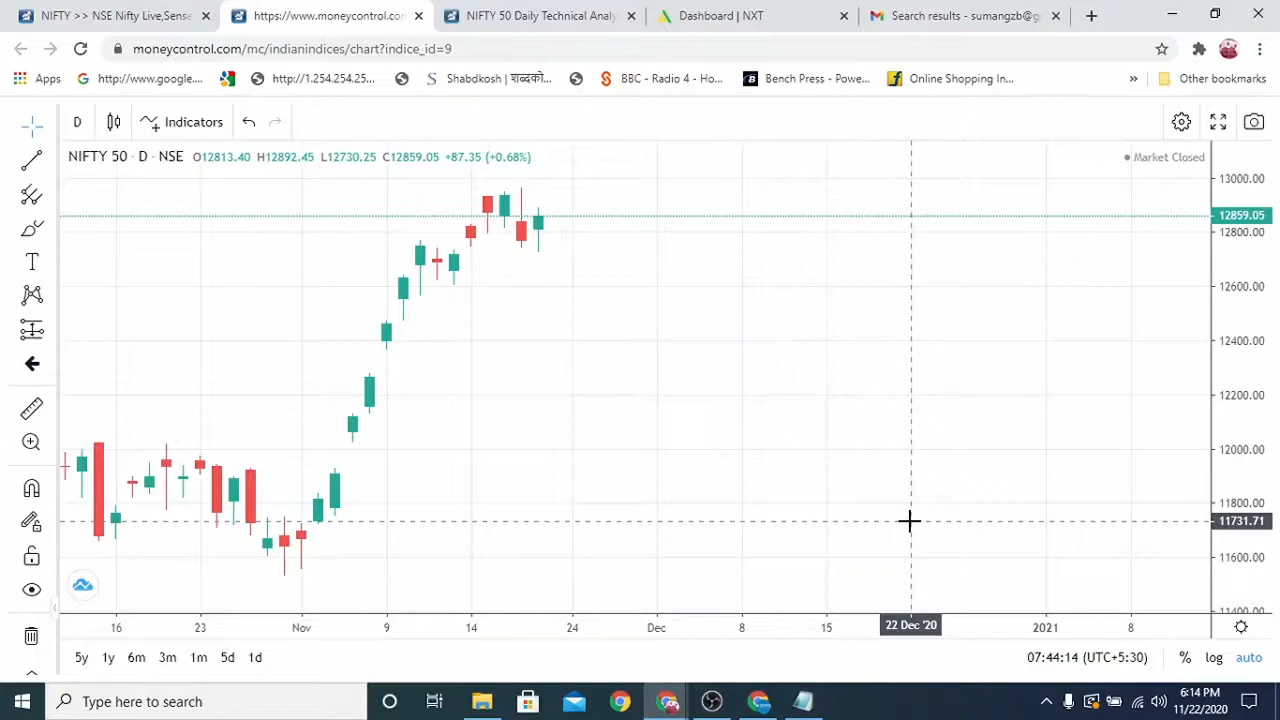 NIFTY >> NSE Nifty Live,Sense
https://www.moneycontrol.com
NIFTY 50 Daily Technical Analy
Dashboard | NXT
Search results - sumangzb@g
moneycontrol.com/mc/indianindices/chart?indice_id=9
Apps
http://www.google....
http://1.254.254.25...
Shabdkosh | शब्दको...
BBC - Radio 4 - Ho...
Bench Press - Powe...
Online Shopping In...
»
Other bookmarks
D
Indicators
NIFTY 50 · D · NSE O12813.40 H12892.45 L12730.25 C12859.05 +87.35 (+0.68%)
Market Closed
13000.00
12859.05
12800.00
12600.00
12400.00
12200.00
12000.00
11800.00
11731.71
11600.00
11400.00
16 23 Nov 9 14 24 Dec 8 15 22 Dec '20 2021 8
5y 1y 6m 3m 1m 5d 1d
07:44:14 (UTC+5:30) % log auto
Type here to search
6:14 PM
11/22/2020